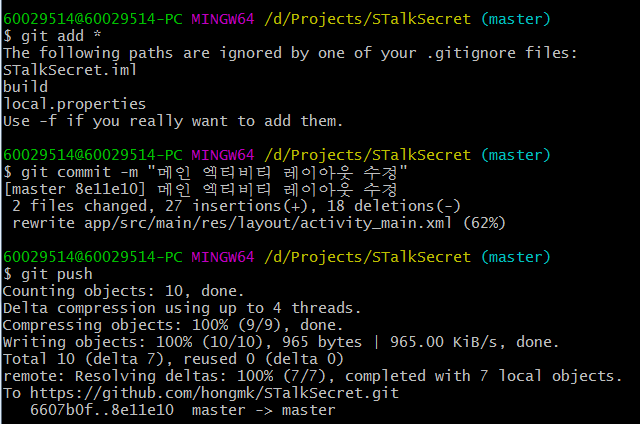 60029514@60029514-PC MINGW64 /d/Projects/STalkSecret (master)
$ git add *
The following paths are ignored by one of your .gitignore files:
STalkSecret.iml
build
local.properties
Use -f if you really want to add them.
60029514@60029514-PC MINGW64 /d/Projects/STalkSecret (master)
$ git commit -m "메인 액티비티 레이아웃 수정"
[master 8e11e10] 메인 액티비티 레이아웃 수정
2 files changed, 27 insertions(+), 18 deletions(-)
rewrite app/src/main/res/layout/activity_main.xml (62%)
60029514@60029514-PC MINGW64 /d/Projects/STalkSecret (master)
$ git push
Counting objects: 10, done.
Delta compression using up to 4 threads.
Compressing objects: 100% (9/9), done.
Writing objects: 100% (10/10), 965 bytes | 965.00 KiB/s, done.
Total 10 (delta 7), reused 0 (delta 0)
remote: Resolving deltas: 100% (7/7), completed with 7 local objects.
To https://github.com/hongmk/STalkSecret.git
6607b0f..8e11e10  master -> master